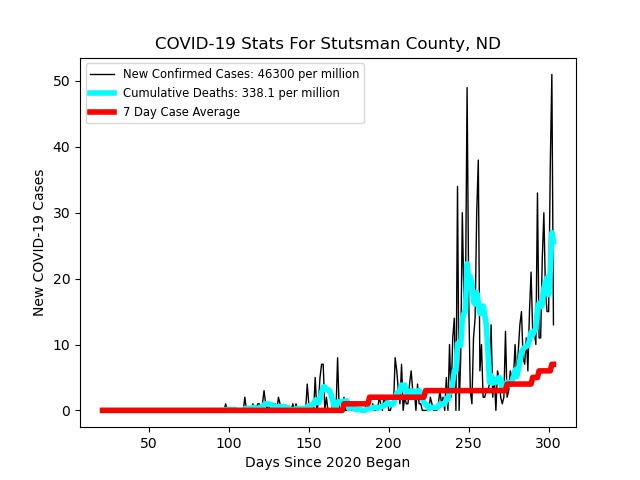 COVID-19 Stats For Stutsman County, ND
New Confirmed Cases: 46300 per million
Cumulative Deaths: 338.1 per million
7 Day Case Average
New COVID-19 Cases
50
40
30
20
10
0
50 100 150 200 250 300
Days Since 2020 Began